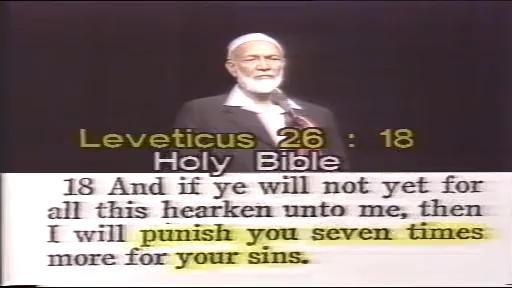 Leveticus 26 : 18
Holy Bible
18 And if ye will not yet for
all this hearken unto me, then
I will punish you seven times
more for your sins.